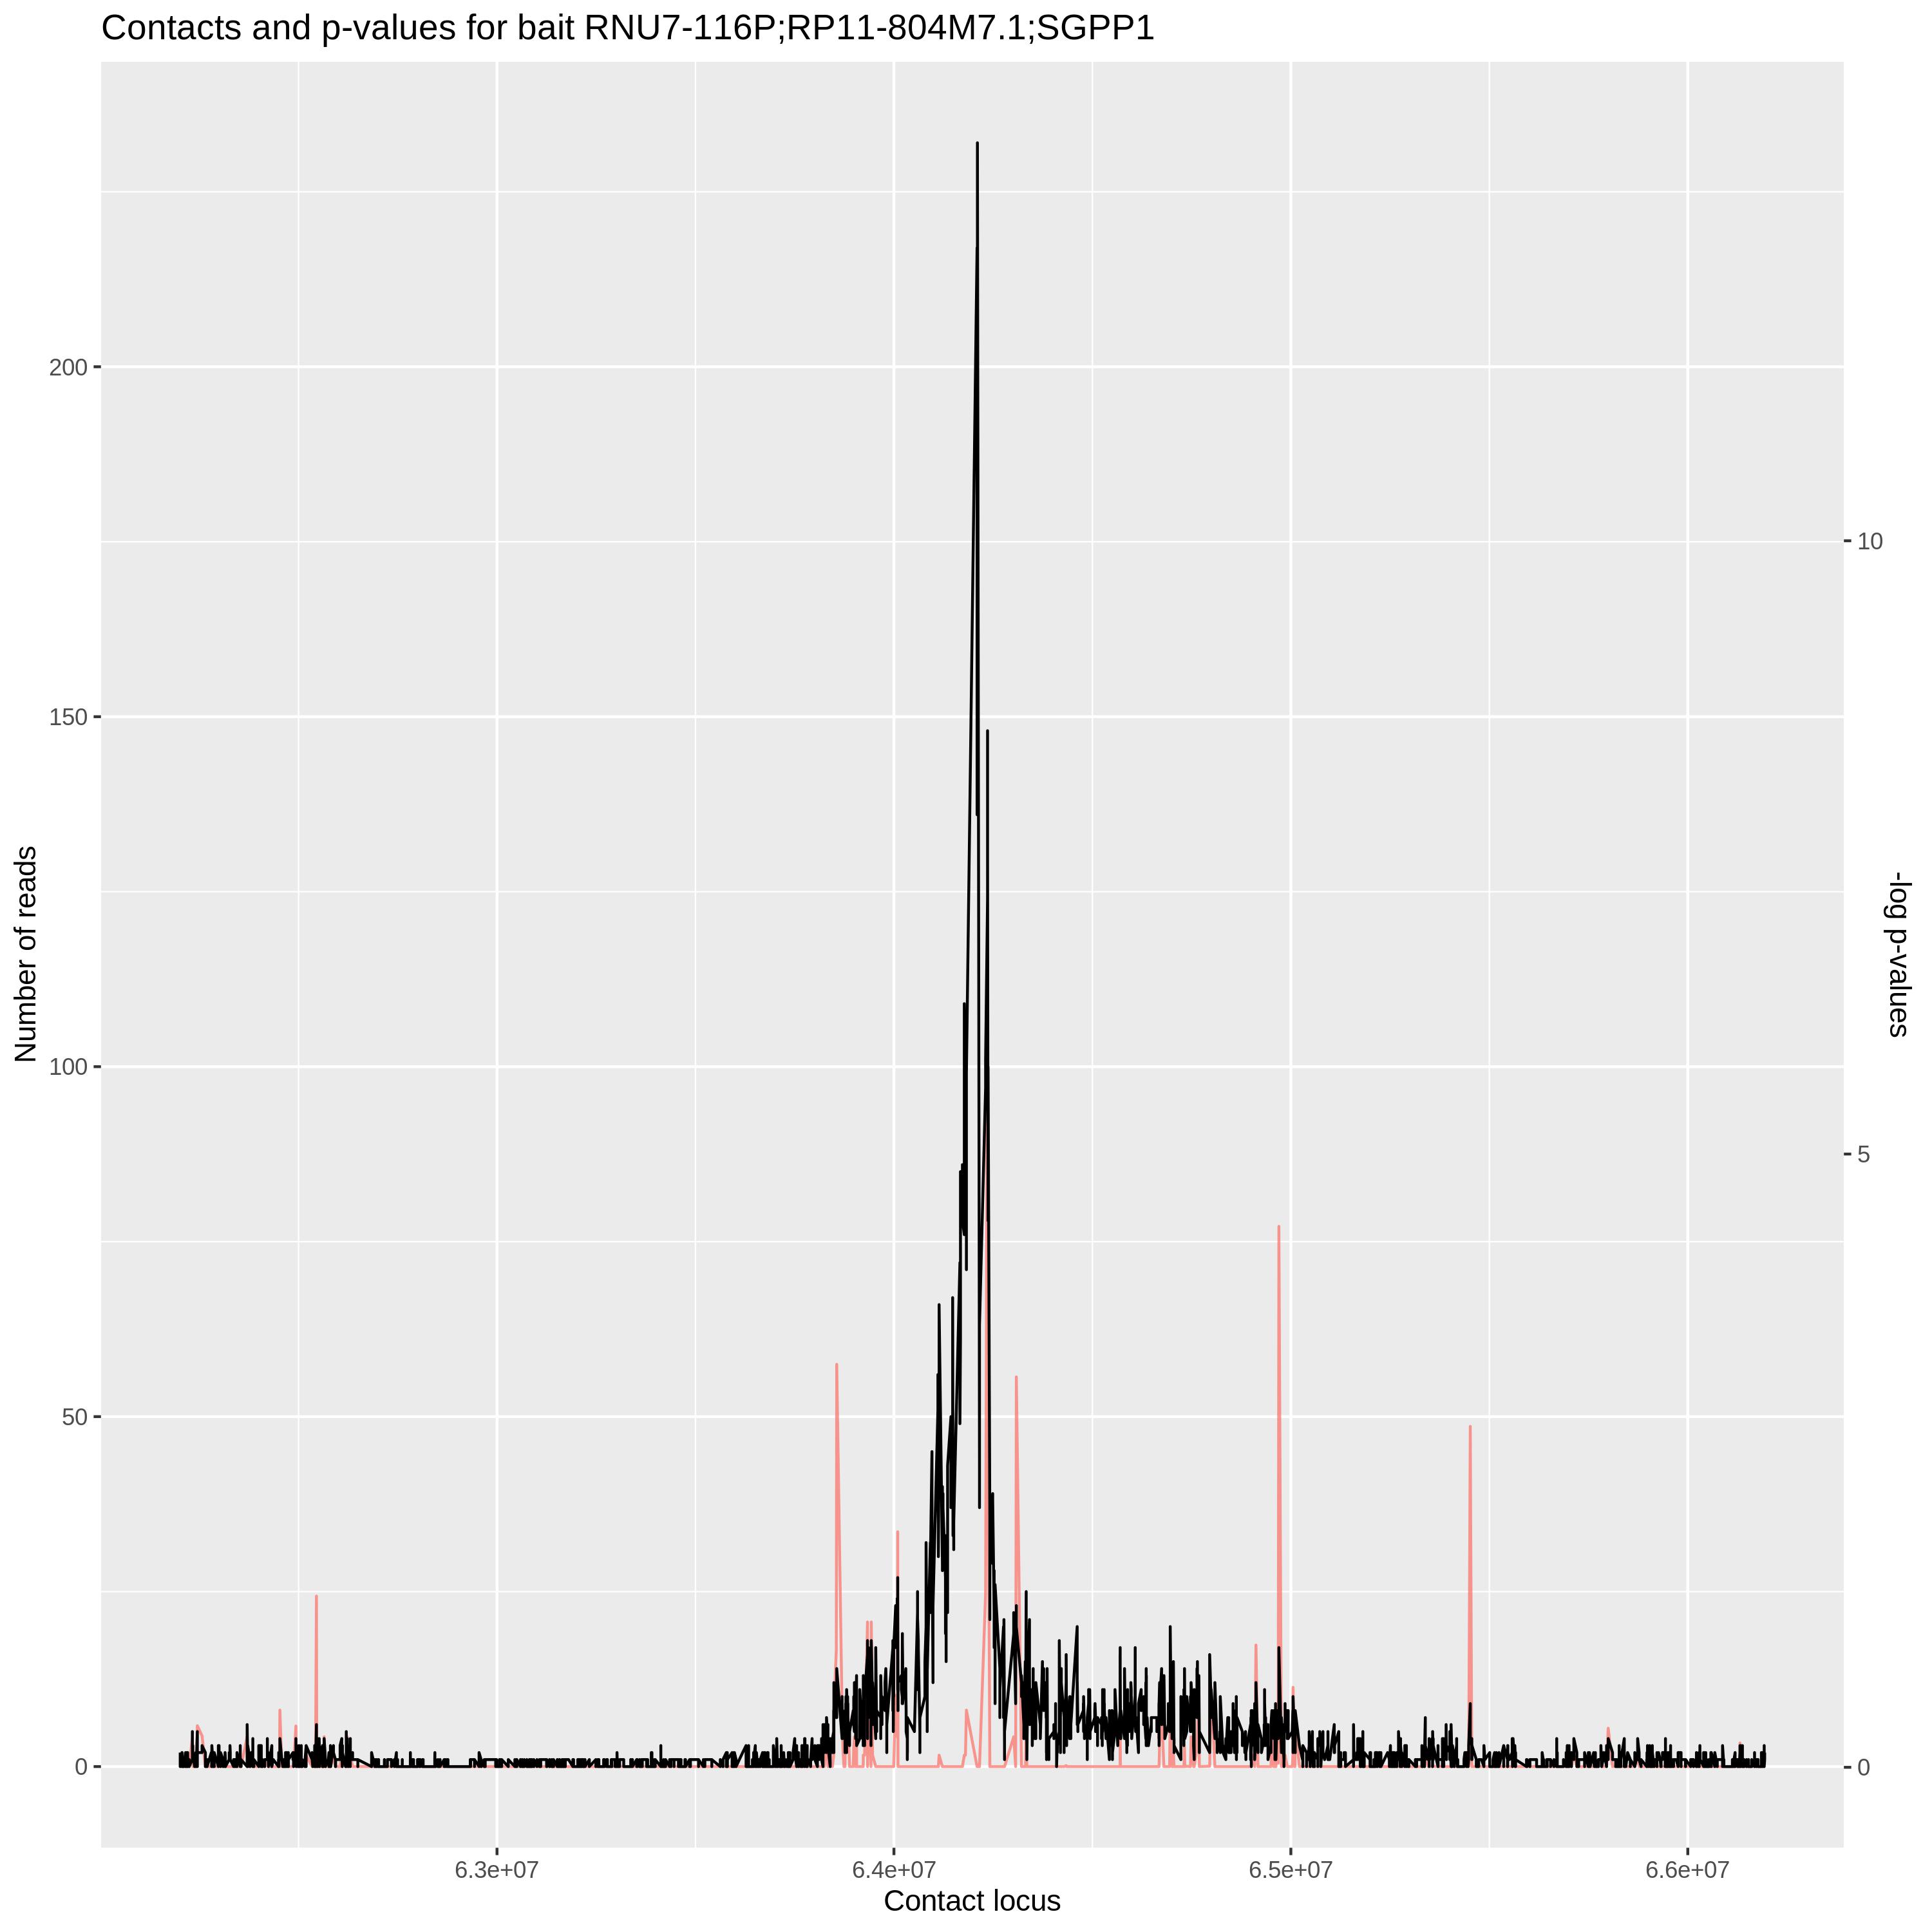 Contacts and p-values for bait RNU7-116P;RP11-804M7.1;SGPP1
200
150
100
50
0
Number of reads
10
5
0
-log p-values
6.3e+07
6.4e+07
6.5e+07
6.6e+07
Contact locus